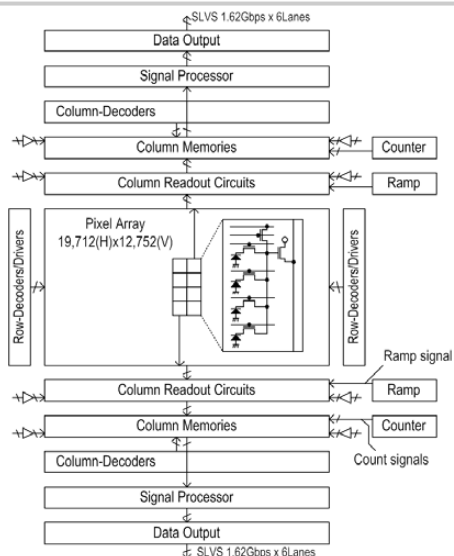 SLVS 1.62Gbps x 6Lanes
Data Output
Signal Processor
Column-Decoders
Column Memories
Counter
Column Readout Circuits
Ramp
Pixel Array
19,712(H)x12,752(V)
Row-Decoders/Drivers
Row-Decoders/Drivers
Ramp signal
Column Readout Circuits
Ramp
Column Memories
Counter
Count signals
Column-Decoders
Signal Processor
Data Output
SLVS 1.62Gbps x 6Lanes